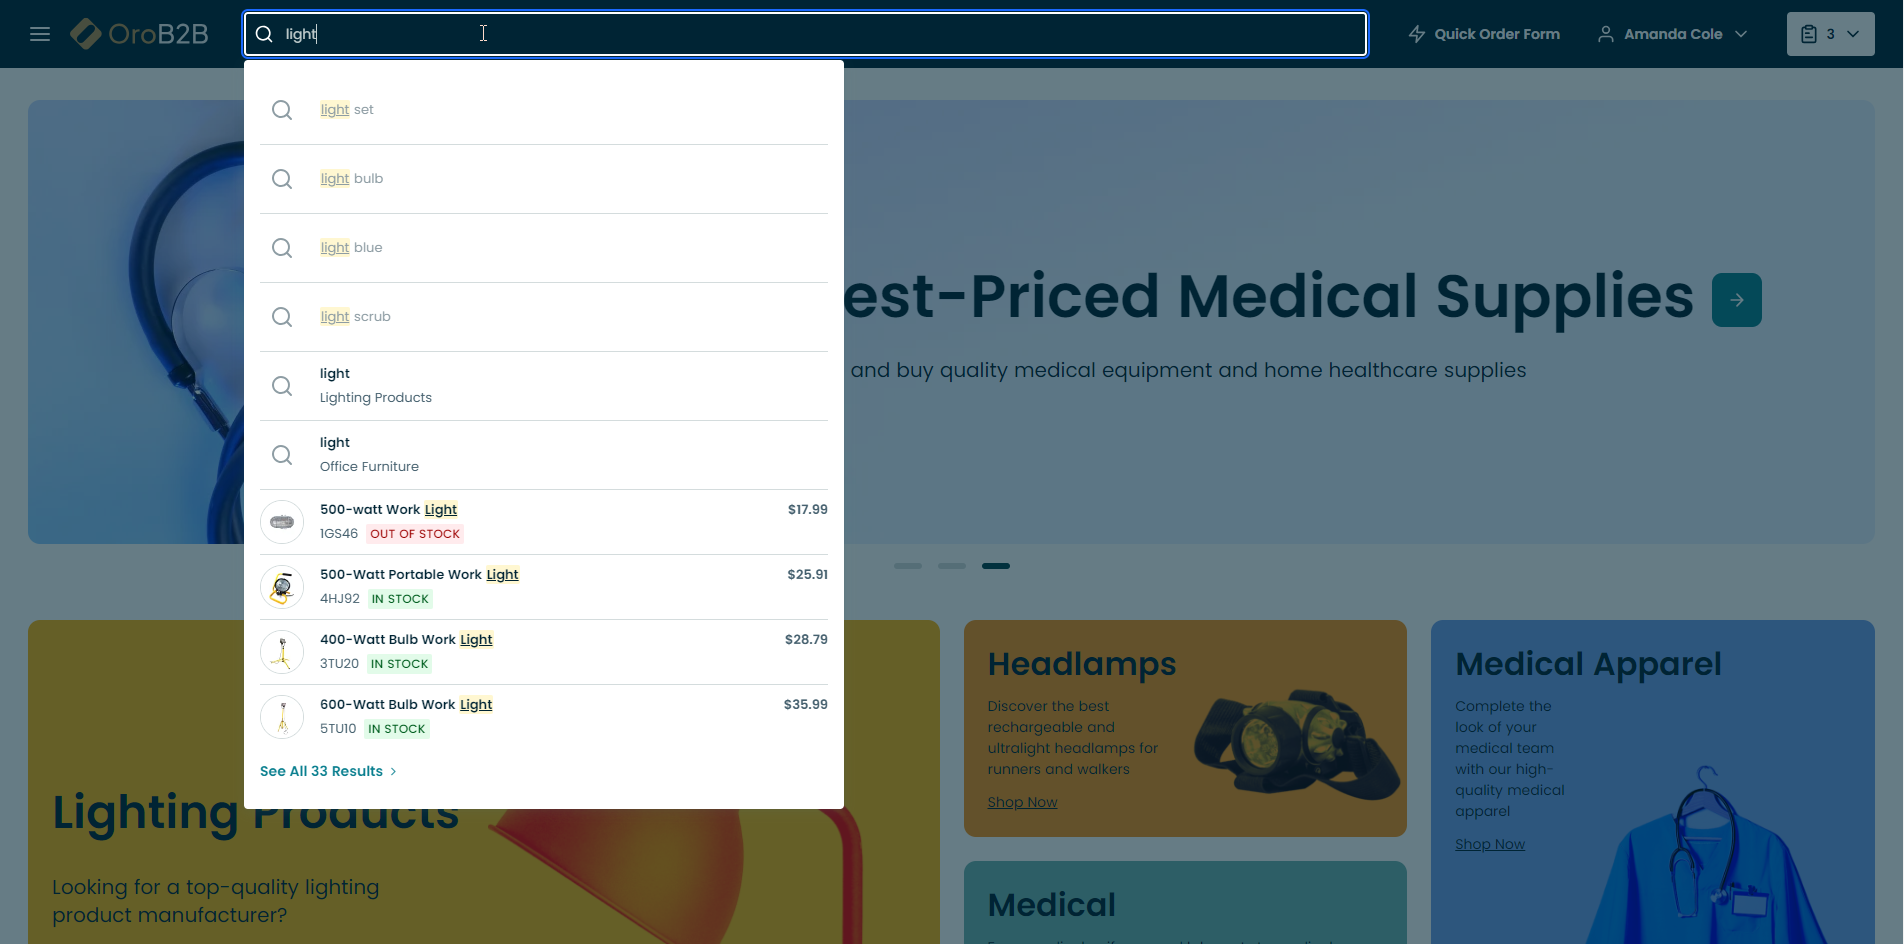 OroB2B
light
Quick Order Form
Amanda Cole
3
light set
light bulb
light blue
light scrub
light
Lighting Products
light
Office Furniture
500-watt Work Light
$17.99
1GS46 OUT OF STOCK
500-Watt Portable Work Light
$25.91
4HJ92 IN STOCK
400-Watt Bulb Work Light
$28.79
3TU20 IN STOCK
600-Watt Bulb Work Light
$35.99
5TU10 IN STOCK
See All 33 Results
est-Priced Medical Supplies
and buy quality medical equipment and home healthcare supplies
Lighting Products
Looking for a top-quality lighting
product manufacturer?
Headlamps
Discover the best
rechargeable and
ultralight headlamps for
runners and walkers
Shop Now
Medical
Medical Apparel
Complete the
look of your
medical team
with our high-
quality medical
apparel
Shop Now